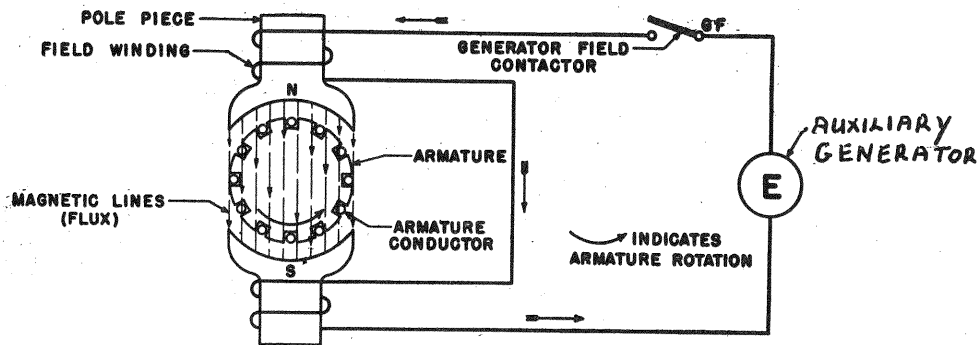 POLE PIECE
FIELD WINDING
GF
GENERATOR FIELD
CONTACTOR
N
AUXILIARY
GENERATOR
ARMATURE
E
MAGNETIC LINES
(FLUX)
ARMATURE
CONDUCTOR
INDICATES
ARMATURE ROTATION
S